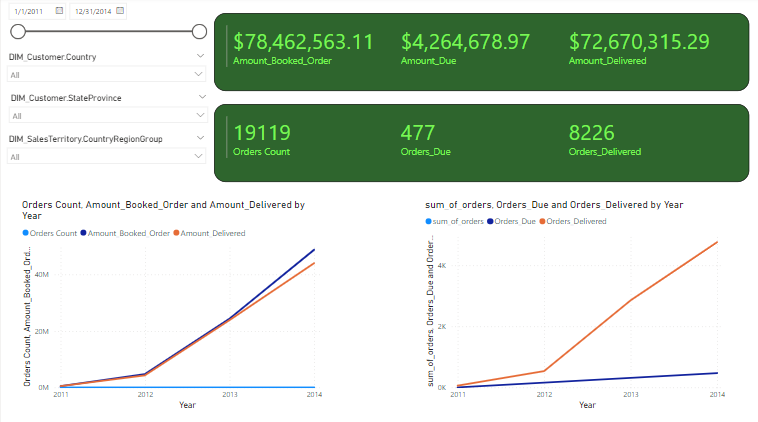 1/1/2011 12/31/2014
DIM_Customer.Country
All
DIM_Customer.StateProvince
All
DIM_SalesTerritory.CountryRegionGroup
All
$78,462,563.11 $4,264,678.97 $72,670,315.29
Amount_Booked_Order Amount_Due Amount_Delivered
19119 477 8226
Orders Count Orders_Due Orders_Delivered
Orders Count, Amount_Booked_Order and Amount_Delivered by
Year
Orders Count Amount_Booked_Order Amount_Delivered
Orders Count, Amount_Booked_Ord...
40M
20M
0M
2011 2012 2013 2014
Year
sum_of_orders, Orders_Due and Orders_Delivered by Year
sum_of_orders Orders_Due Orders_Delivered
sum_of_orders, Orders_Due and Order...
4K
2K
0K
2011 2012 2013 2014
Year